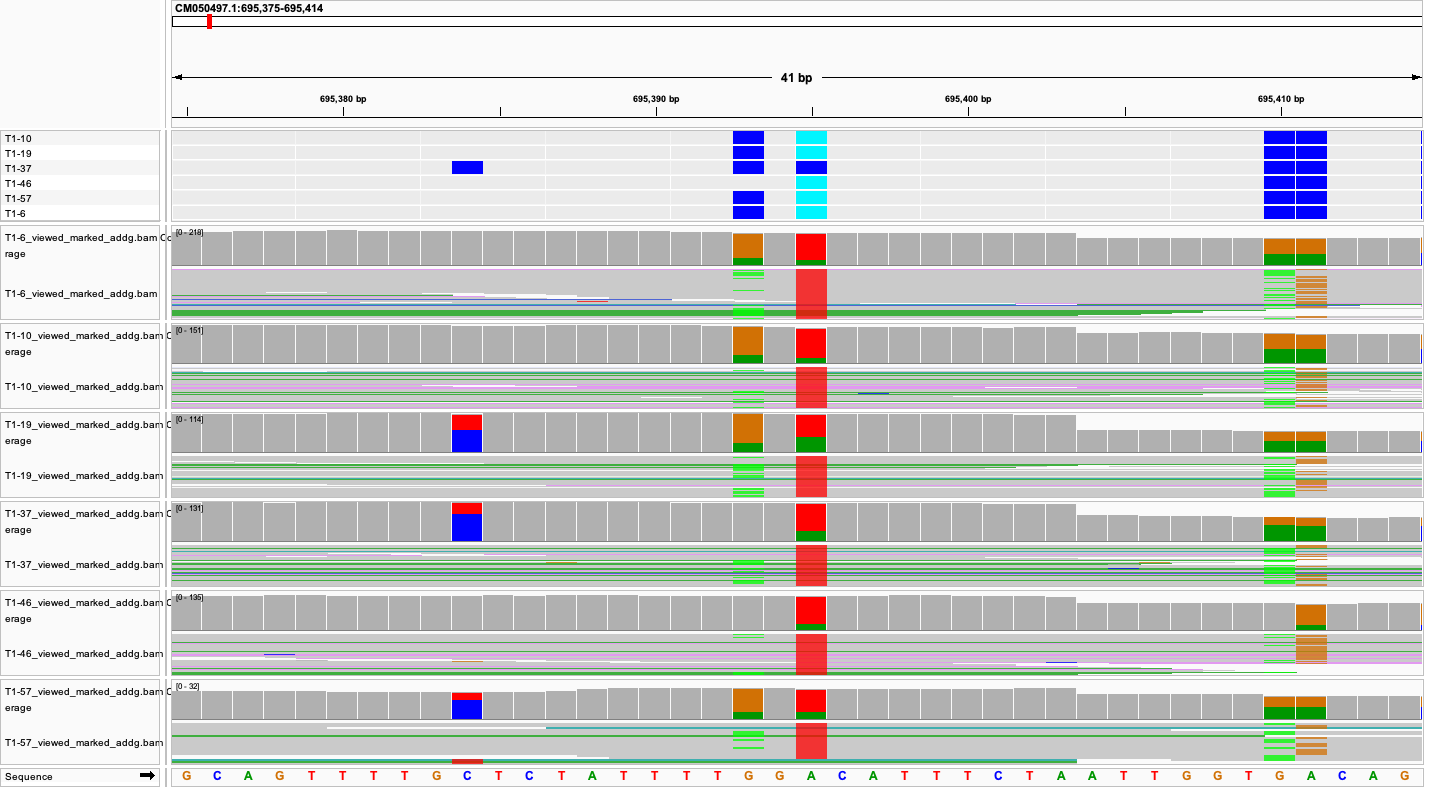 CM050497.1:695,375-695,414
41 bp
695,380 bp 695,390 bp 695,400 bp 695,410 bp
T1-10
T1-19
T1-37
T1-46
T1-57
T1-6
T1-6_viewed_marked_addg.bam Co
rage
[0 - 218]
T1-6_viewed_marked_addg.bam
T1-10_viewed_marked_addg.bam C
erage
[0 - 151]
T1-10_viewed_marked_addg.bam
T1-19_viewed_marked_addg.bam C
erage
[0 - 114]
T1-19_viewed_marked_addg.bam
T1-37_viewed_marked_addg.bam C
erage
[0 - 131]
T1-37_viewed_marked_addg.bam
T1-46_viewed_marked_addg.bam C
erage
[0 - 135]
T1-46_viewed_marked_addg.bam
T1-57_viewed_marked_addg.bam C
erage
[0 - 32]
T1-57_viewed_marked_addg.bam
Sequence G C A G T T T T G C T C T A T T T T G G A C A T T T C T A A T T G G T G A C A G